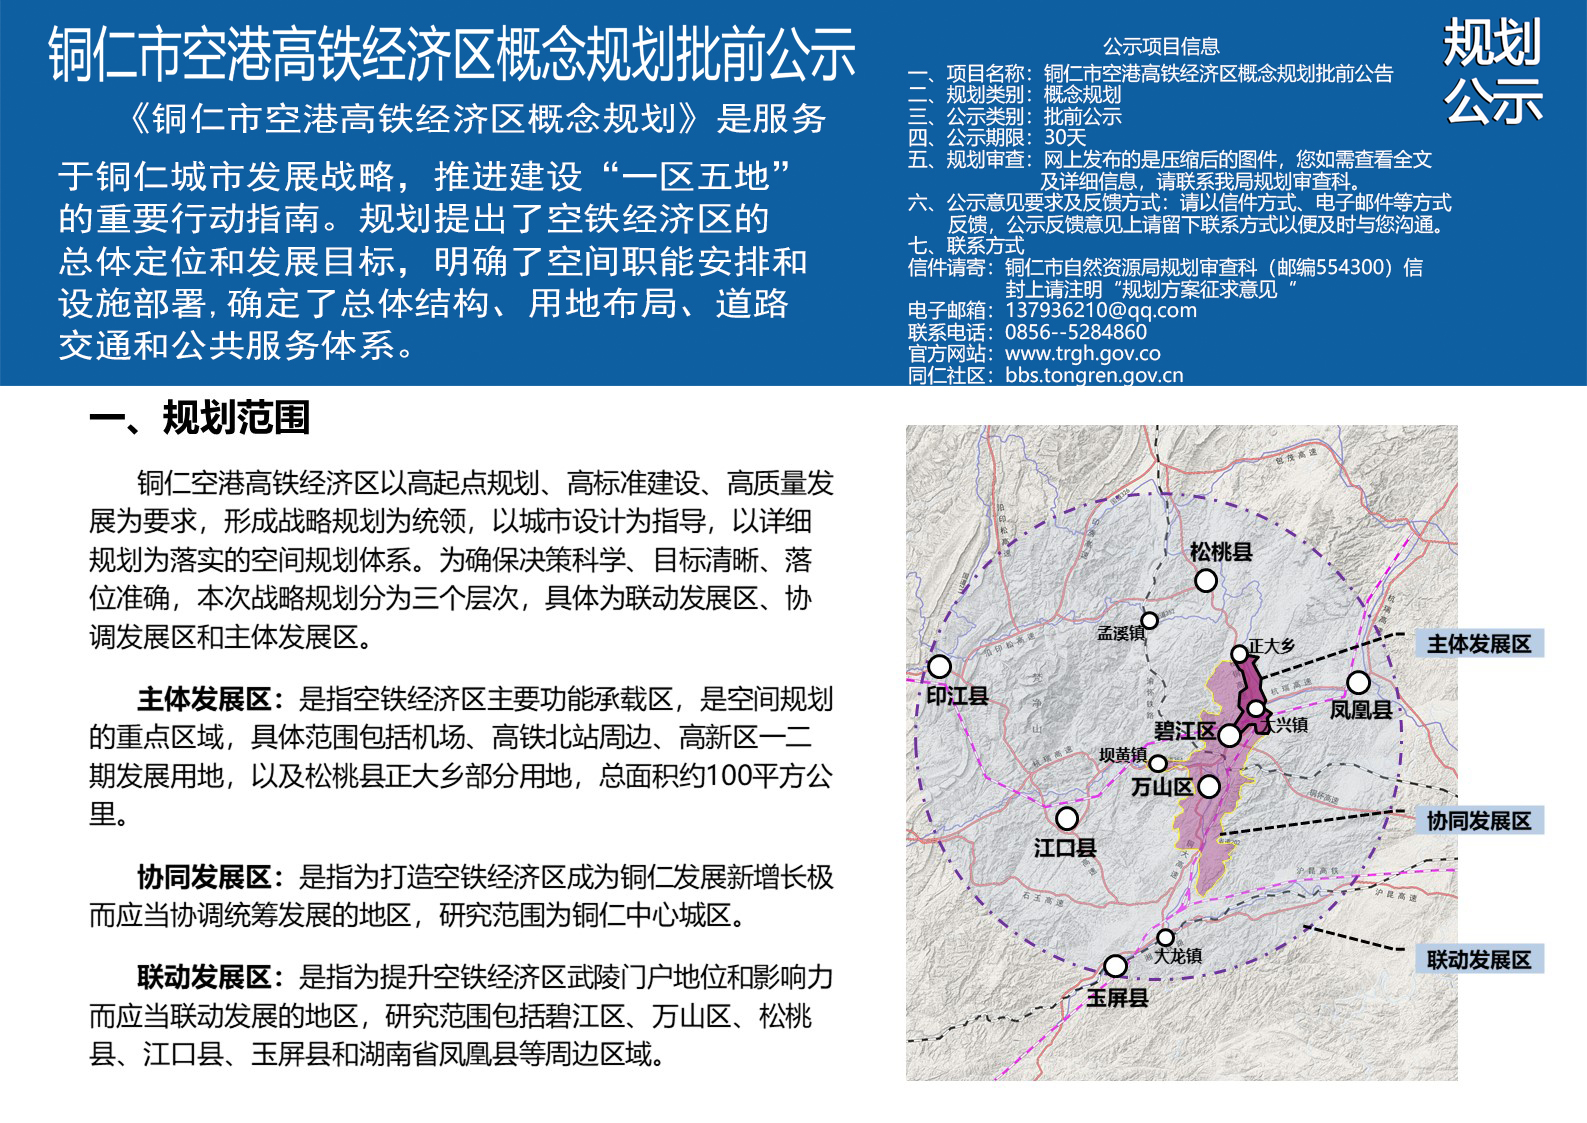 铜仁市空港高铁经济区概念规划批前公示
《铜仁市空港高铁经济区概念规划》是服务
于铜仁城市发展战略，推进建设“一区五地”
的重要行动指南。规划提出了空铁经济区的
总体定位和发展目标，明确了空间职能安排和
设施部署,确定了总体结构、用地布局、道路
交通和公共服务体系。
公示项目信息
一、项目名称：铜仁市空港高铁经济区概念规划批前公告
二、规划类别：概念规划
三、公示类别：批前公示
四、公示期限：30天
五、规划审查：网上发布的是压缩后的图件，您如需查看全文
及详细信息，请联系我局规划审查科。
六、公示意见要求及反馈方式：请以信件方式、电子邮件等方式
反馈，公示反馈意见上请留下联系方式以便及时与您沟通。
七、联系方式
信件请寄：铜仁市自然资源局规划审查科（邮编554300）信
封上请注明“规划方案征求意见“
电子邮箱：137936210@qq.com
联系电话：0856--5284860
官方网站：www.trgh.gov.co
同仁社区：bbs.tongren.gov.cn
规划
公示
一、规划范围
铜仁空港高铁经济区以高起点规划、高标准建设、高质量发
展为要求，形成战略规划为统领，以城市设计为指导，以详细
规划为落实的空间规划体系。为确保决策科学、目标清晰、落
位准确，本次战略规划分为三个层次，具体为联动发展区、协
调发展区和主体发展区。
主体发展区：是指空铁经济区主要功能承载区，是空间规划
的重点区域，具体范围包括机场、高铁北站周边、高新区一二
期发展用地，以及松桃县正大乡部分用地，总面积约100平方公
里。
协同发展区：是指为打造空铁经济区成为铜仁发展新增长极
而应当协调统筹发展的地区，研究范围为铜仁中心城区。
联动发展区：是指为提升空铁经济区武陵门户地位和影响力
而应当联动发展的地区，研究范围包括碧江区、万山区、松桃
县、江口县、玉屏县和湖南省凤凰县等周边区域。
包茂高速
松桃县
孟溪镇
正大乡
沿印松高速
主体发展区
印江县
杭瑞高速
凤凰县
碧江区
大兴镇
坝黄镇
杭瑞高速
万山区
铜怀高速
协同发展区
江口县
沪昆高铁
石玉高速
沪昆高速
大龙镇
联动发展区
玉屏县